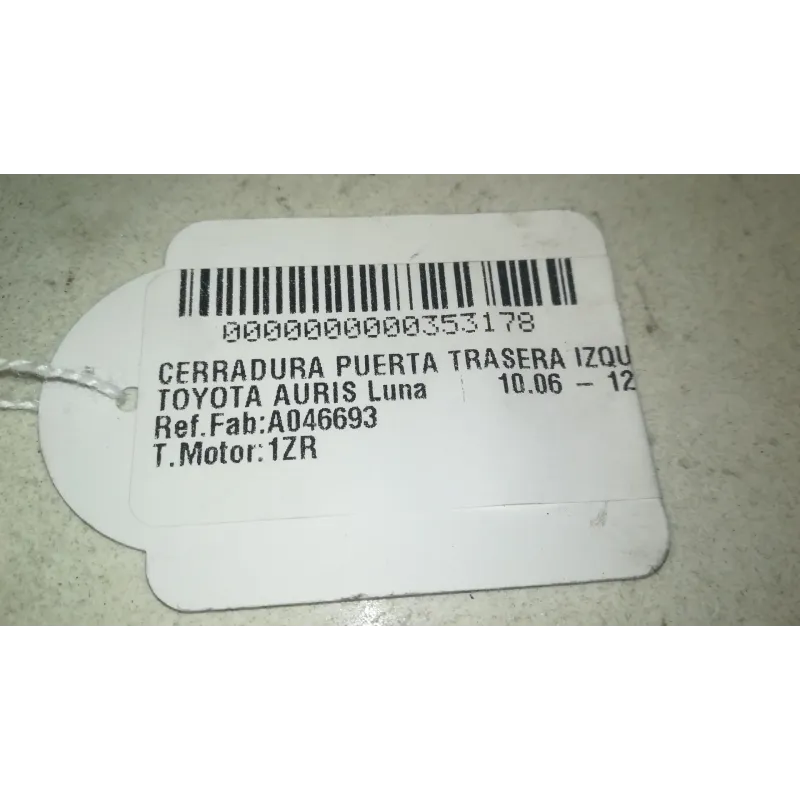 0000000000353178
CERRADURA PUERTA TRASERA IZQU
TOYOTA AURIS Luna 10.06 - 12
Ref.Fab:A046693
T.Motor:1ZR